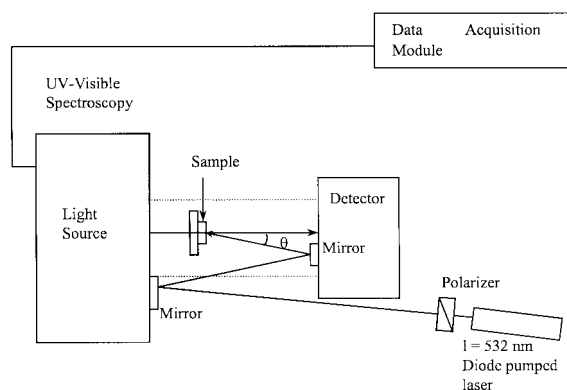 Data Acquisition
Module
UV-Visible
Spectroscopy
Sample
Detector
Light
Source
θ
Mirror
Polarizer
Mirror
l = 532 nm
Diode pumped
laser